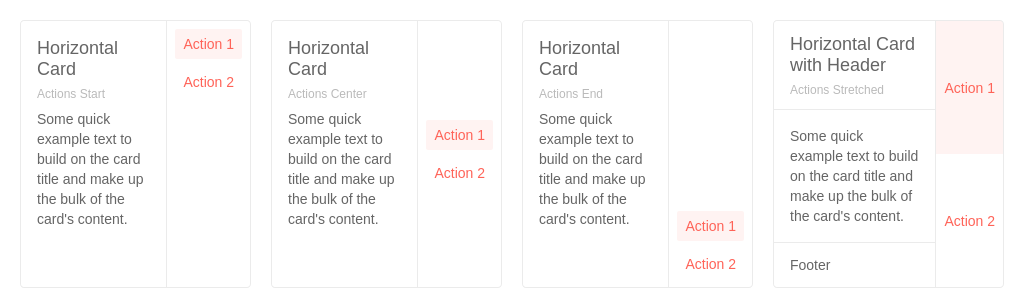 Horizontal
Card
Actions Start
Some quick
example text to
build on the card
title and make up
the bulk of the
card's content.
Action 1
Action 2
Horizontal
Card
Actions Center
Some quick
example text to
build on the card
title and make up
the bulk of the
card's content.
Action 1
Action 2
Horizontal
Card
Actions End
Some quick
example text to
build on the card
title and make up
the bulk of the
card's content.
Action 1
Action 2
Horizontal Card
with Header
Actions Stretched
Some quick
example text to build
on the card title and
make up the bulk of
the card's content.
Footer
Action 1
Action 2